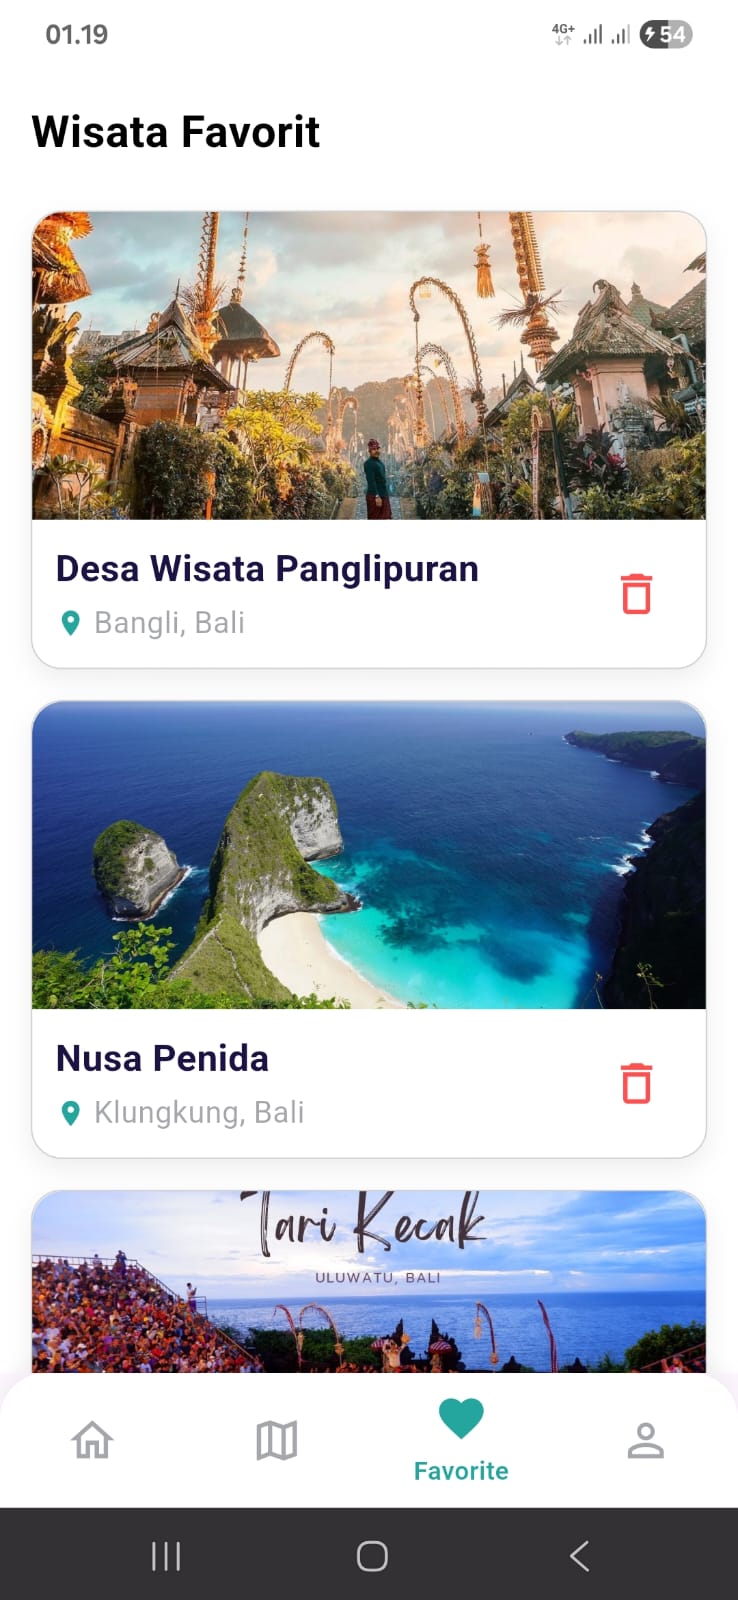 01.19
4G+
54
Wisata Favorit
Desa Wisata Panglipuran
Bangli, Bali
Nusa Penida
Klungkung, Bali
Tari Kecak
ULUWATU, BALI
Favorite